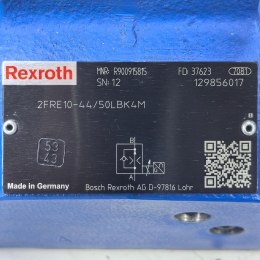 Rexroth
MNR: R900915815 FD: 37623 7081
SN: 12 129856017
2FRE10-44/50LBK4M
59
43
B
A
Made in Germany
Bosch Rexroth AG D-97816 Lohr